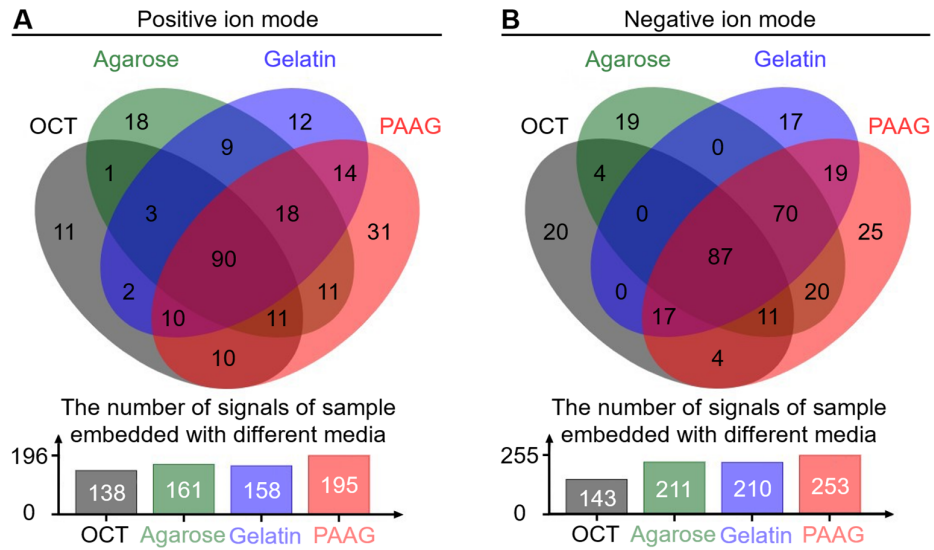 A Positive ion mode
Agarose Gelatin
OCT PAAG
18 12
9
1 14
3 18
11 31
90
2 11
10 11
10
The number of signals of sample
embedded with different media
196
138 161 158 195
0
OCT Agarose Gelatin PAAG
B Negative ion mode
Agarose Gelatin
OCT PAAG
19 17
0
4 19
0 70
20 25
87
0 20
17 11
4
The number of signals of sample
embedded with different media
255
143 211 210 253
0
OCT Agarose Gelatin PAAG